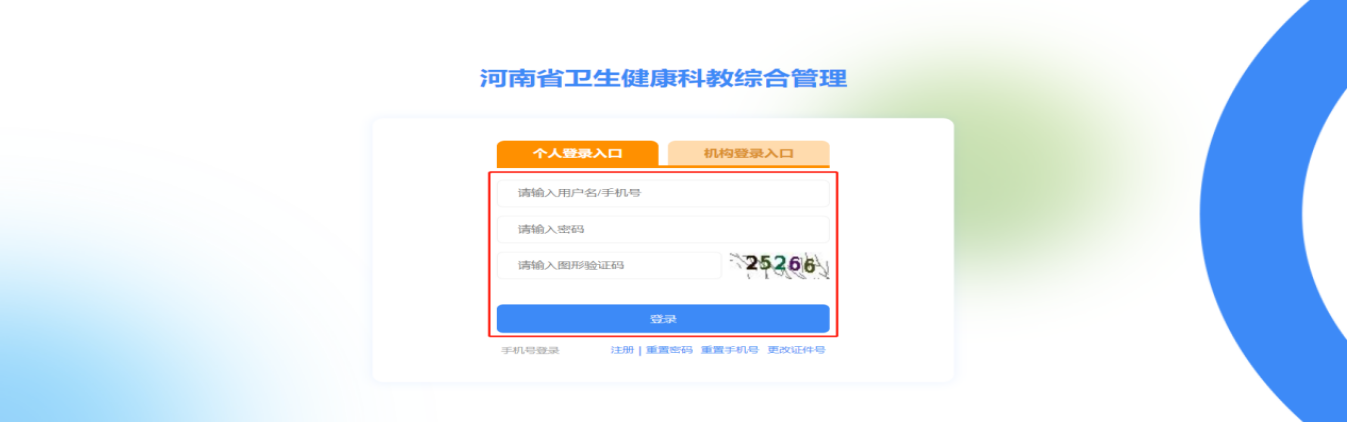 河南省卫生健康科教综合管理
个人登录入口 机构登录入口
请输入用户名/手机号
请输入密码
请输入图形验证码 25266
登录
手机号登录 注册 | 重置密码 重置手机号 更改证件号